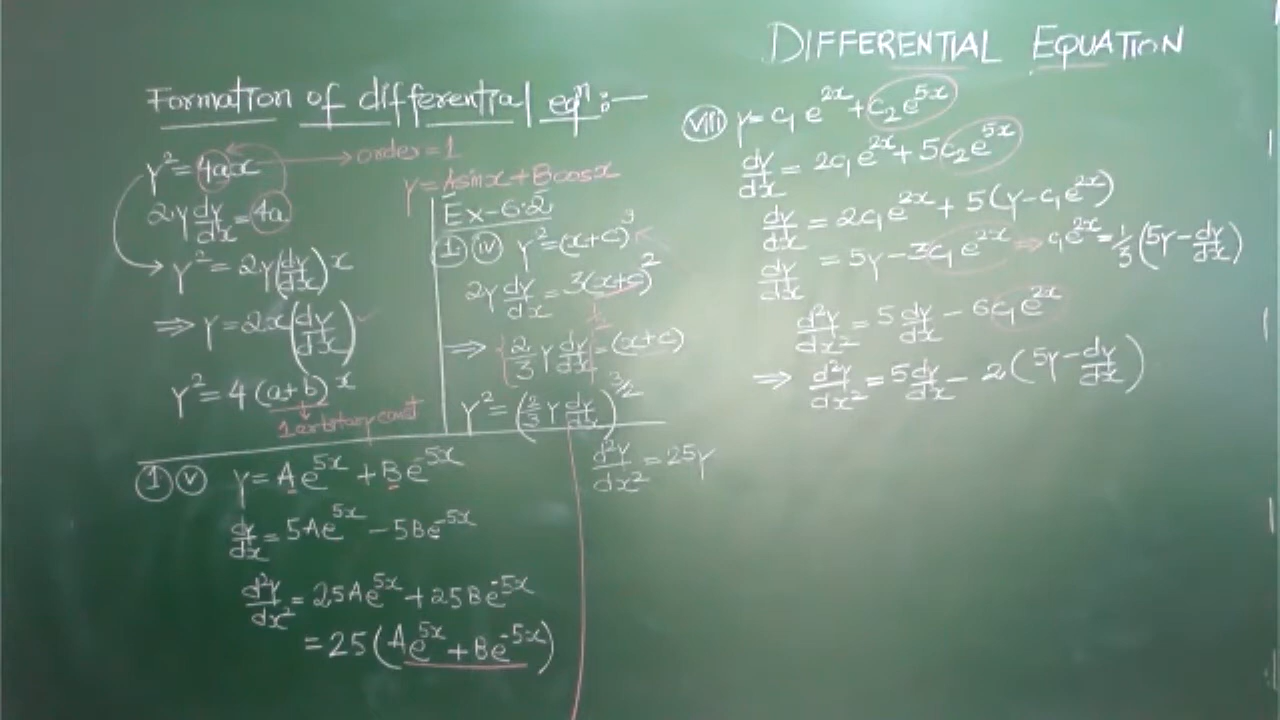 DIFFERENTIAL EQUATION
Formation of differential eqⁿ:-
Y² = 4ax → order = 1
2y dy/dx = 4a
Y² = 2y(dy/dx)x
⇒ Y = 2x(dy/dx)
Y² = 4(a+b)x
1 arbitrary const
Y = A sinx + B cosx
Ex-6.2
① ⓘⓥ Y² = (x+c)³
2y dy/dx = 3(x+c)²
⇒ {2/3 y dy/dx}^½ = (x+c)
Y² = (2/3 y dy/dx)^3/2
① ⓥ Y = Ae^5x + Be^-5x
dy/dx = 5Ae^5x - 5Be^-5x
d²y/dx² = 25Ae^5x + 25Be^-5x
= 25(Ae^5x + Be^-5x)
d²y/dx² = 25y
(viii) Y = c₁e^2x + c₂e^5x
dy/dx = 2c₁e^2x + 5c₂e^5x
dy/dx = 2c₁e^2x + 5(y - c₁e^2x)
dy/dx = 5y - 3c₁e^2x ⇒ c₁e^2x = 1/3(5y - dy/dx)
d²y/dx² = 5dy/dx - 6c₁e^2x
⇒ d²y/dx² = 5dy/dx - 2(5y - dy/dx)